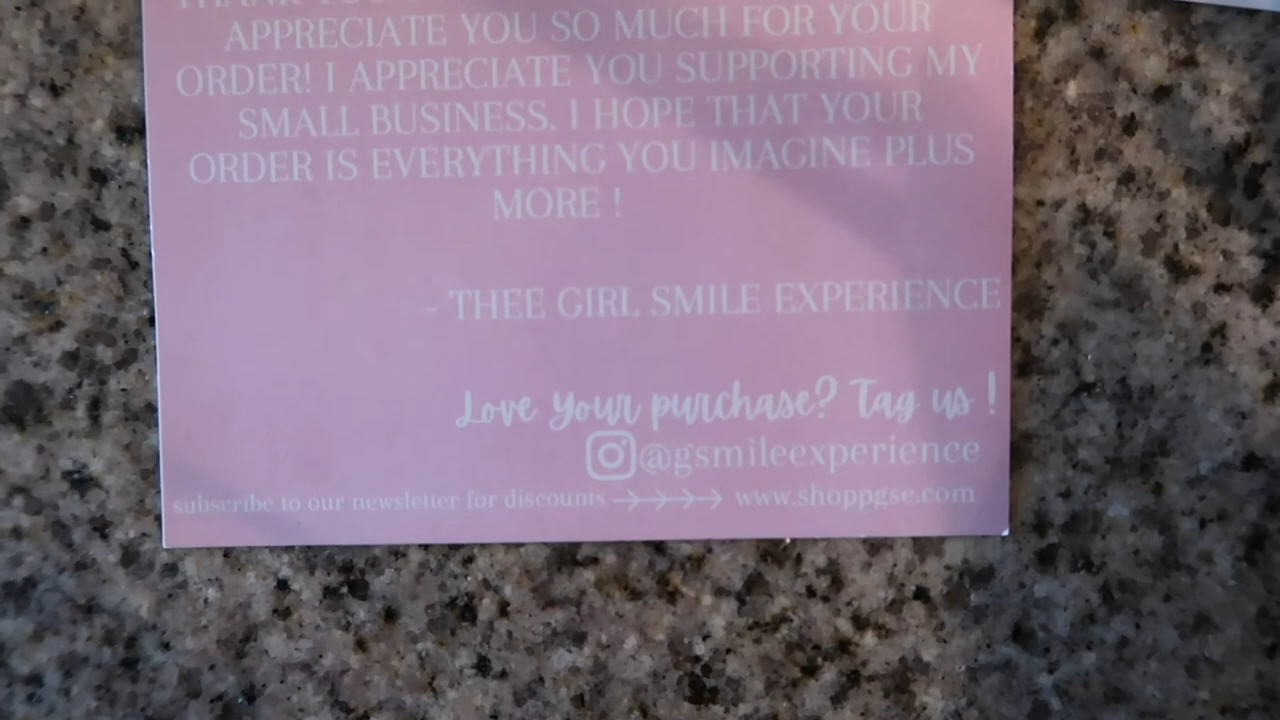 THANK YOU
APPRECIATE YOU SO MUCH FOR YOUR
ORDER! I APPRECIATE YOU SUPPORTING MY
SMALL BUSINESS. I HOPE THAT YOUR
ORDER IS EVERYTHING YOU IMAGINE PLUS
MORE !
- THEE GIRL SMILE EXPERIENCE
Love your purchase? Tag us !
@gsmileexperience
subscribe to our newsletter for discounts www.shoppgse.com